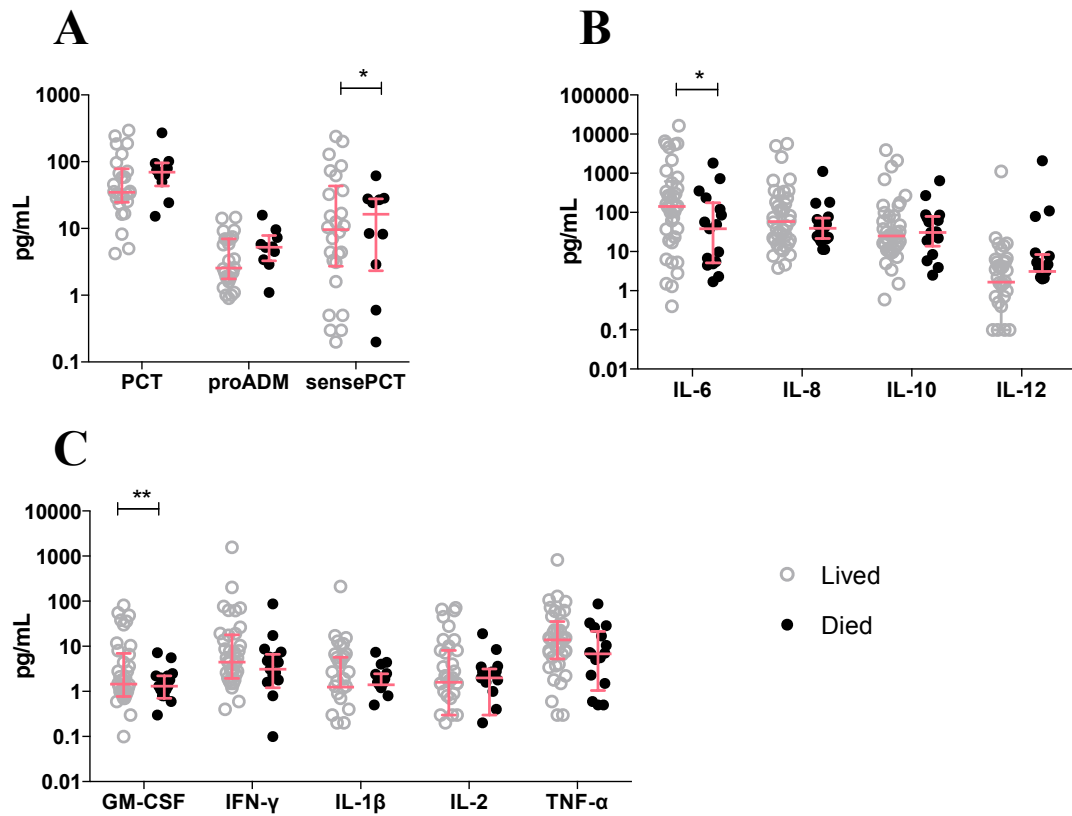 A
*
1000
100
10
1
0.1
pg/mL
PCT proADM sensePCT
B
*
100000
10000
1000
100
10
1
0.1
0.01
pg/mL
IL-6 IL-8 IL-10 IL-12
C
**
10000
1000
100
10
1
0.1
0.01
pg/mL
GM-CSF IFN-γ IL-1β IL-2 TNF-α
Lived
Died